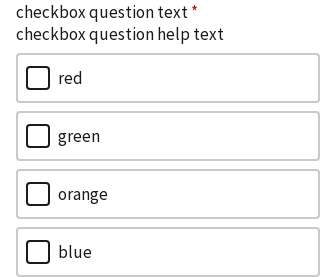 checkbox question text *
checkbox question help text
red
green
orange
blue